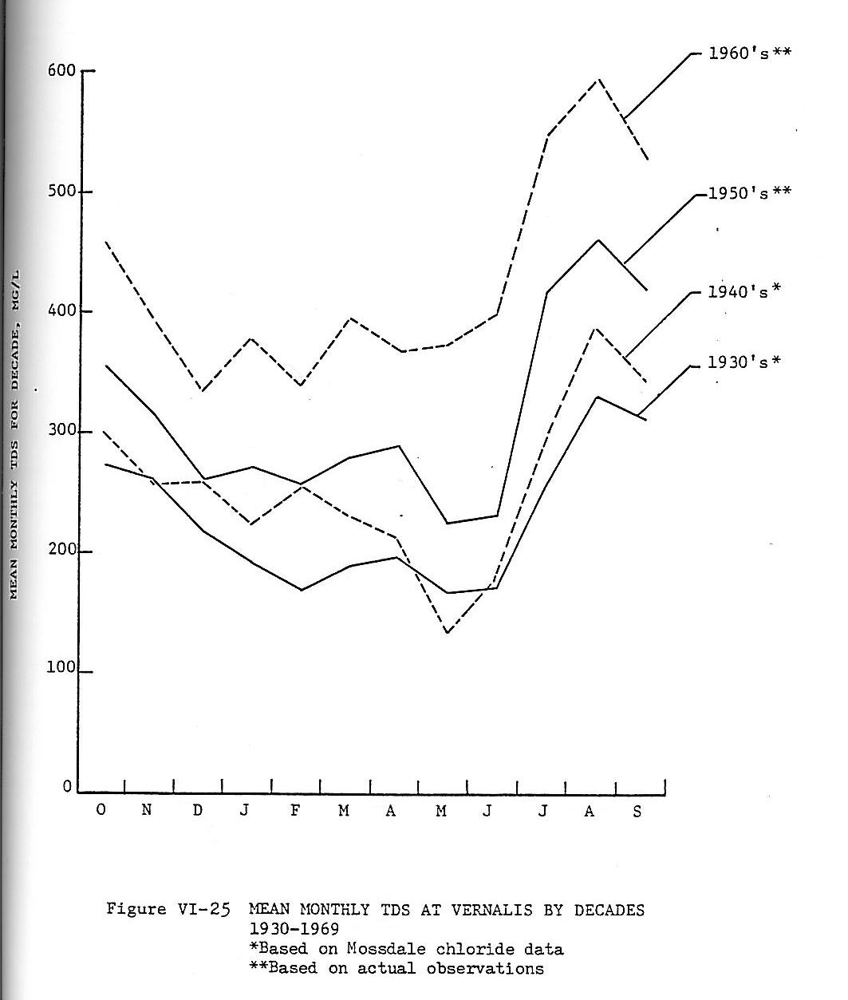 600
500
400
300
200
100
0
MEAN MONTHLY TDS FOR DECADE, MG/L
1960's**
1950's**
1940's*
1930's*
O N D J F M A M J J A S
Figure VI-25 MEAN MONTHLY TDS AT VERNALIS BY DECADES
1930-1969
*Based on Mossdale chloride data
**Based on actual observations